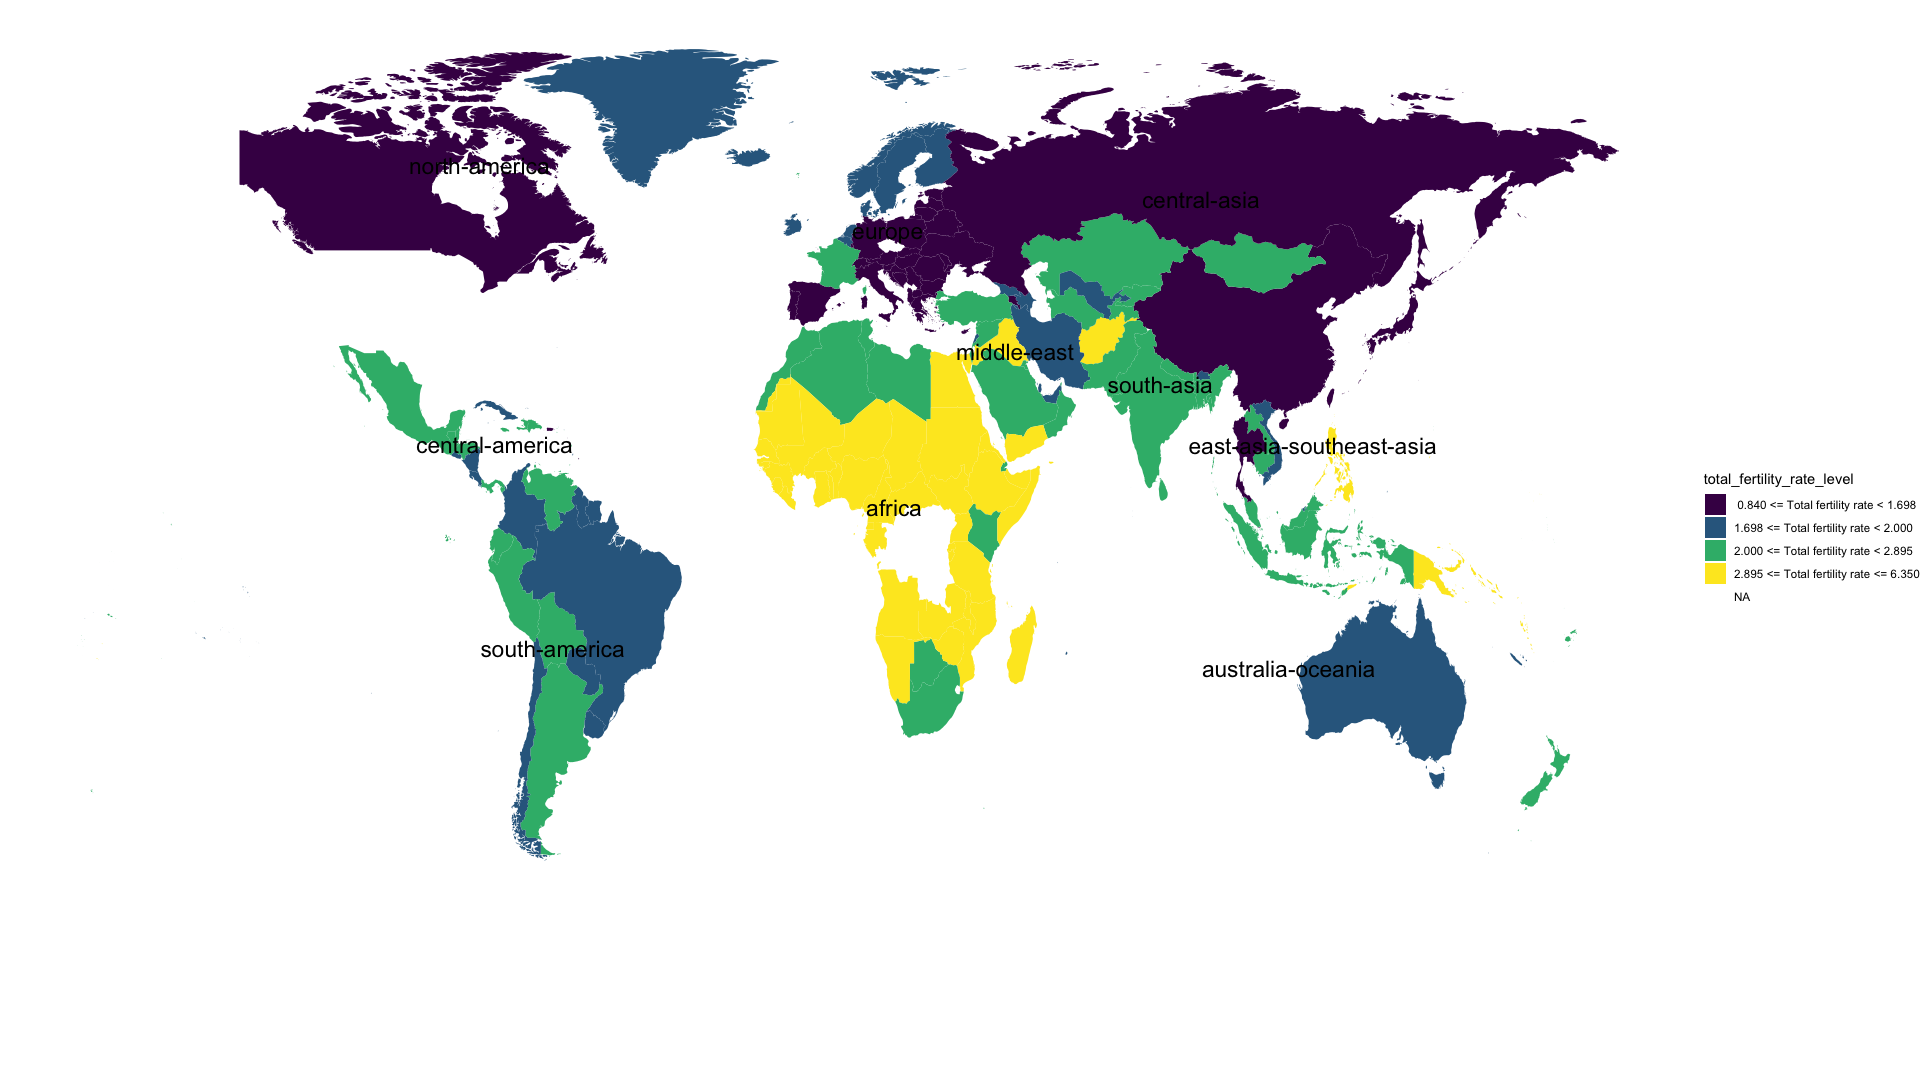 north-america
central-asia
europe
middle-east
south-asia
central-america
east-asia-southeast-asia
africa
south-america
australia-oceania
total_fertility_rate_level
0.840 <= Total fertility rate < 1.698
1.698 <= Total fertility rate < 2.000
2.000 <= Total fertility rate < 2.895
2.895 <= Total fertility rate <= 6.350
NA